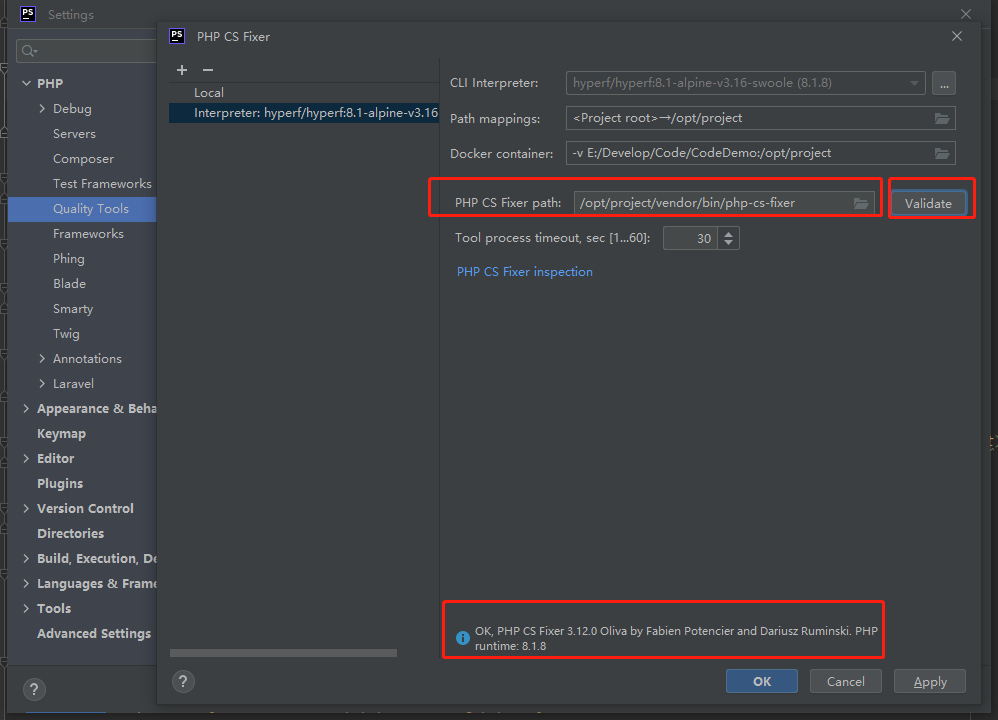 PS Settings
PHP
Debug
Servers
Composer
Test Frameworks
Quality Tools
Frameworks
Phing
Blade
Smarty
Twig
Annotations
Laravel
Appearance & Beha
Keymap
Editor
Plugins
Version Control
Directories
Build, Execution, De
Languages & Frame
Tools
Advanced Settings
?
PS PHP CS Fixer
+ −
Local
Interpreter: hyperf/hyperf:8.1-alpine-v3.16
CLI Interpreter: hyperf/hyperf:8.1-alpine-v3.16-swoole (8.1.8) ...
Path mappings: <Project root>→/opt/project
Docker container: -v E:/Develop/Code/CodeDemo:/opt/project
PHP CS Fixer path: /opt/project/vendor/bin/php-cs-fixer Validate
Tool process timeout, sec [1...60]: 30
PHP CS Fixer inspection
OK, PHP CS Fixer 3.12.0 Oliva by Fabien Potencier and Dariusz Ruminski. PHP
runtime: 8.1.8
? OK Cancel Apply